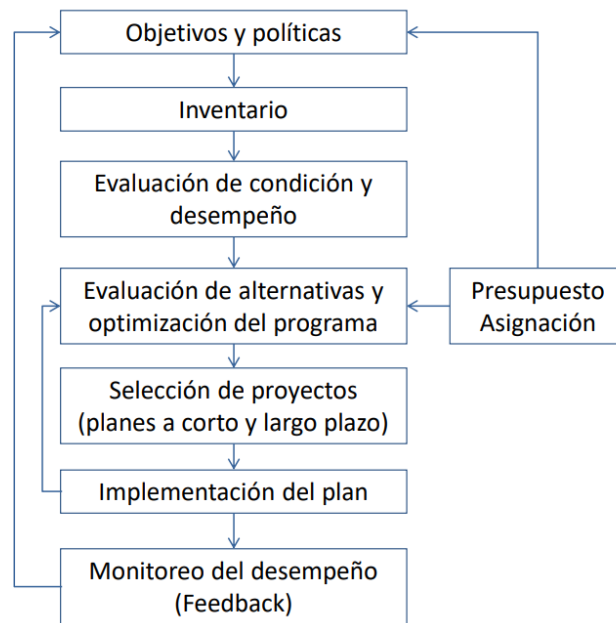 Objetivos y políticas
Inventario
Evaluación de condición y
desempeño
Evaluación de alternativas y
optimización del programa
Presupuesto
Asignación
Selección de proyectos
(planes a corto y largo plazo)
Implementación del plan
Monitoreo del desempeño
(Feedback)